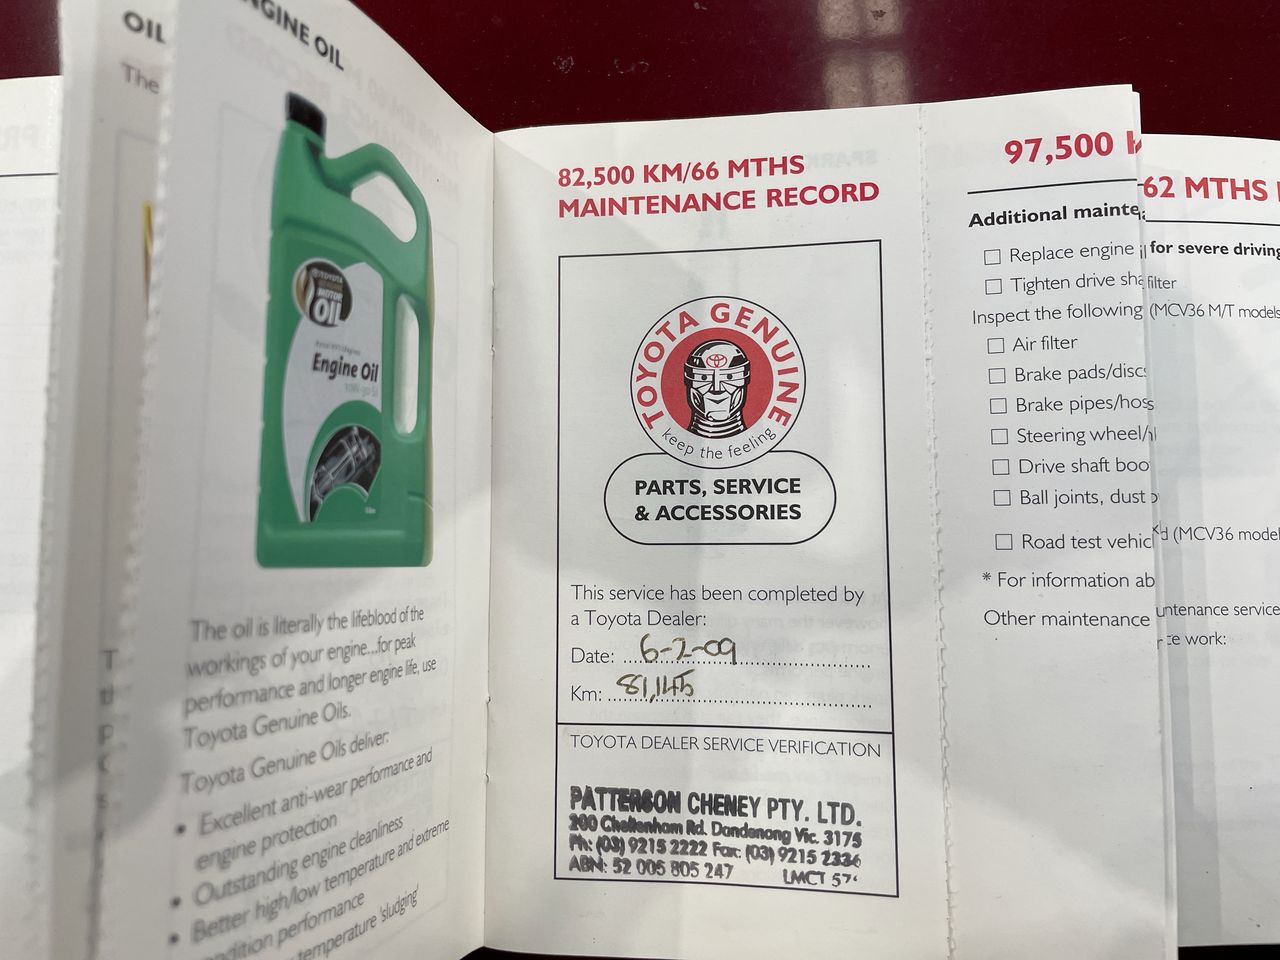 OIL
The
ENGINE OIL
TOYOTA
MOTOR
OIL
Engine Oil
The oil is literally the lifeblood of the
workings of your engine...for peak
performance and longer engine life, use
Toyota Genuine Oils.
Toyota Genuine Oils deliver:
• Excellent anti-wear performance and
engine protection
• Outstanding engine cleanliness
• Better high/low temperature and extreme
condition performance
temperature 'sludging'
82,500 KM/66 MTHS
MAINTENANCE RECORD
TOYOTA GENUINE
keep the feeling
PARTS, SERVICE
& ACCESSORIES
This service has been completed by
a Toyota Dealer:
Date: 6-2-09
Km: 81,145
TOYOTA DEALER SERVICE VERIFICATION
PATTERSON CHENEY PTY. LTD.
200 Cheltenham Rd. Dandenong Vic. 3175
Ph: (03) 9215 2222 Fax: (03) 9215 2336
ABN: 52 005 805 247 LMCT 57
97,500
Additional mainte
☐ Replace engine
☐ Tighten drive sha
Inspect the following
☐ Air filter
☐ Brake pads/discs
☐ Brake pipes/hos
☐ Steering wheel/
☐ Drive shaft boo
☐ Ball joints, dust
☐ Road test vehicl
* For information ab
Other maintenance
62 MTHS
for severe driving
filter
(MCV36 M/T models
(MCV36 model
ntenance service
ce work: